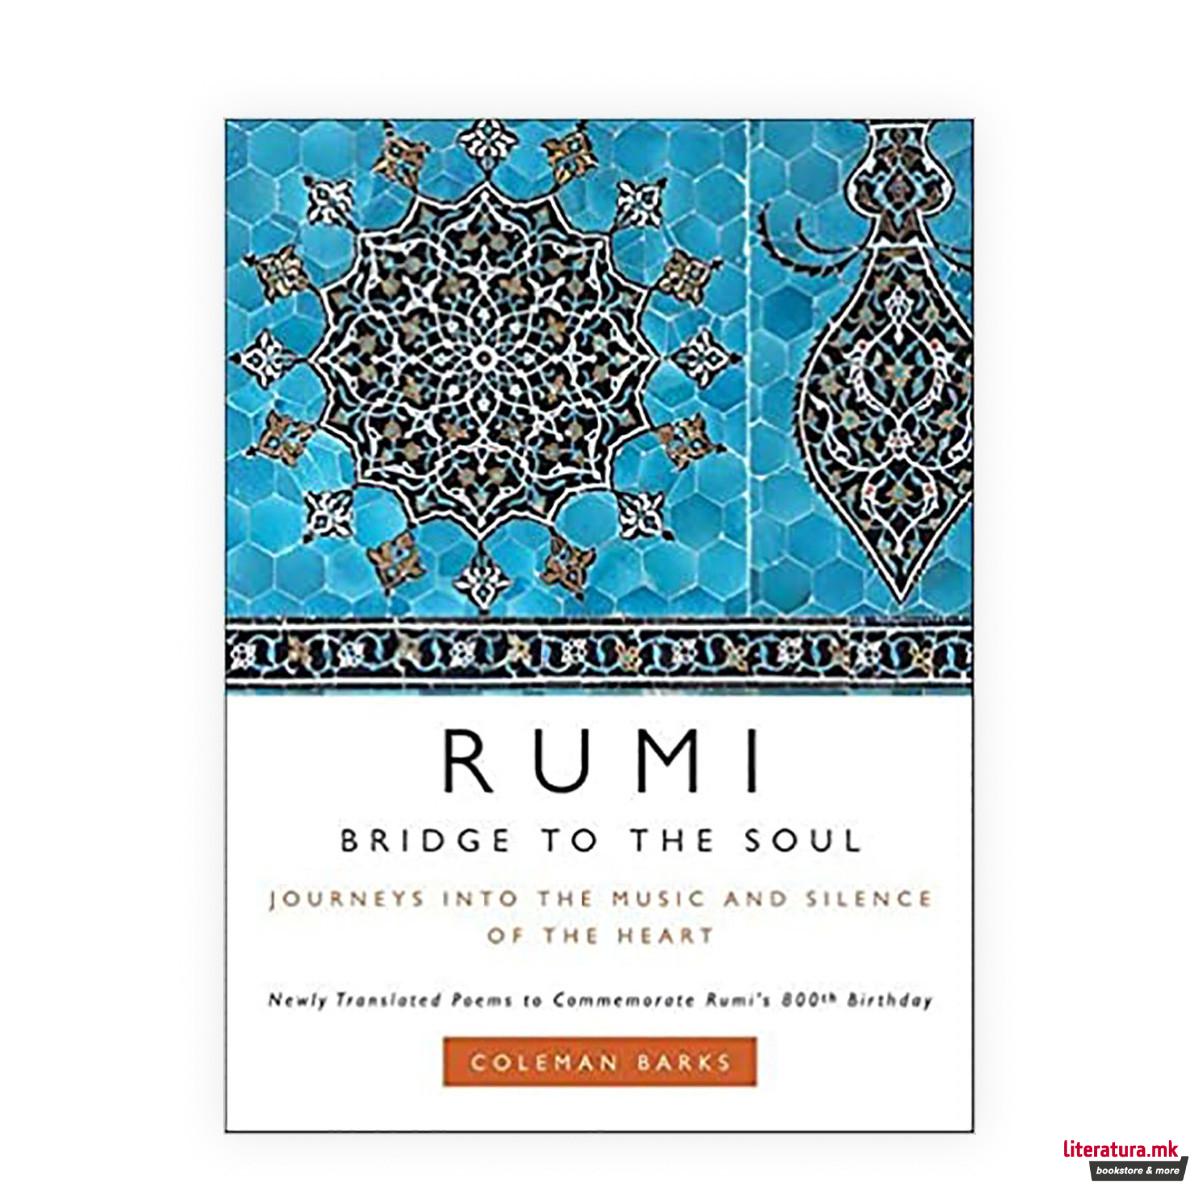 RUMI
BRIDGE TO THE SOUL
JOURNEYS INTO THE MUSIC AND SILENCE
OF THE HEART
Newly Translated Poems to Commemorate Rumi's 800th Birthday
COLEMAN BARKS
literatura.mk
bookstore & more